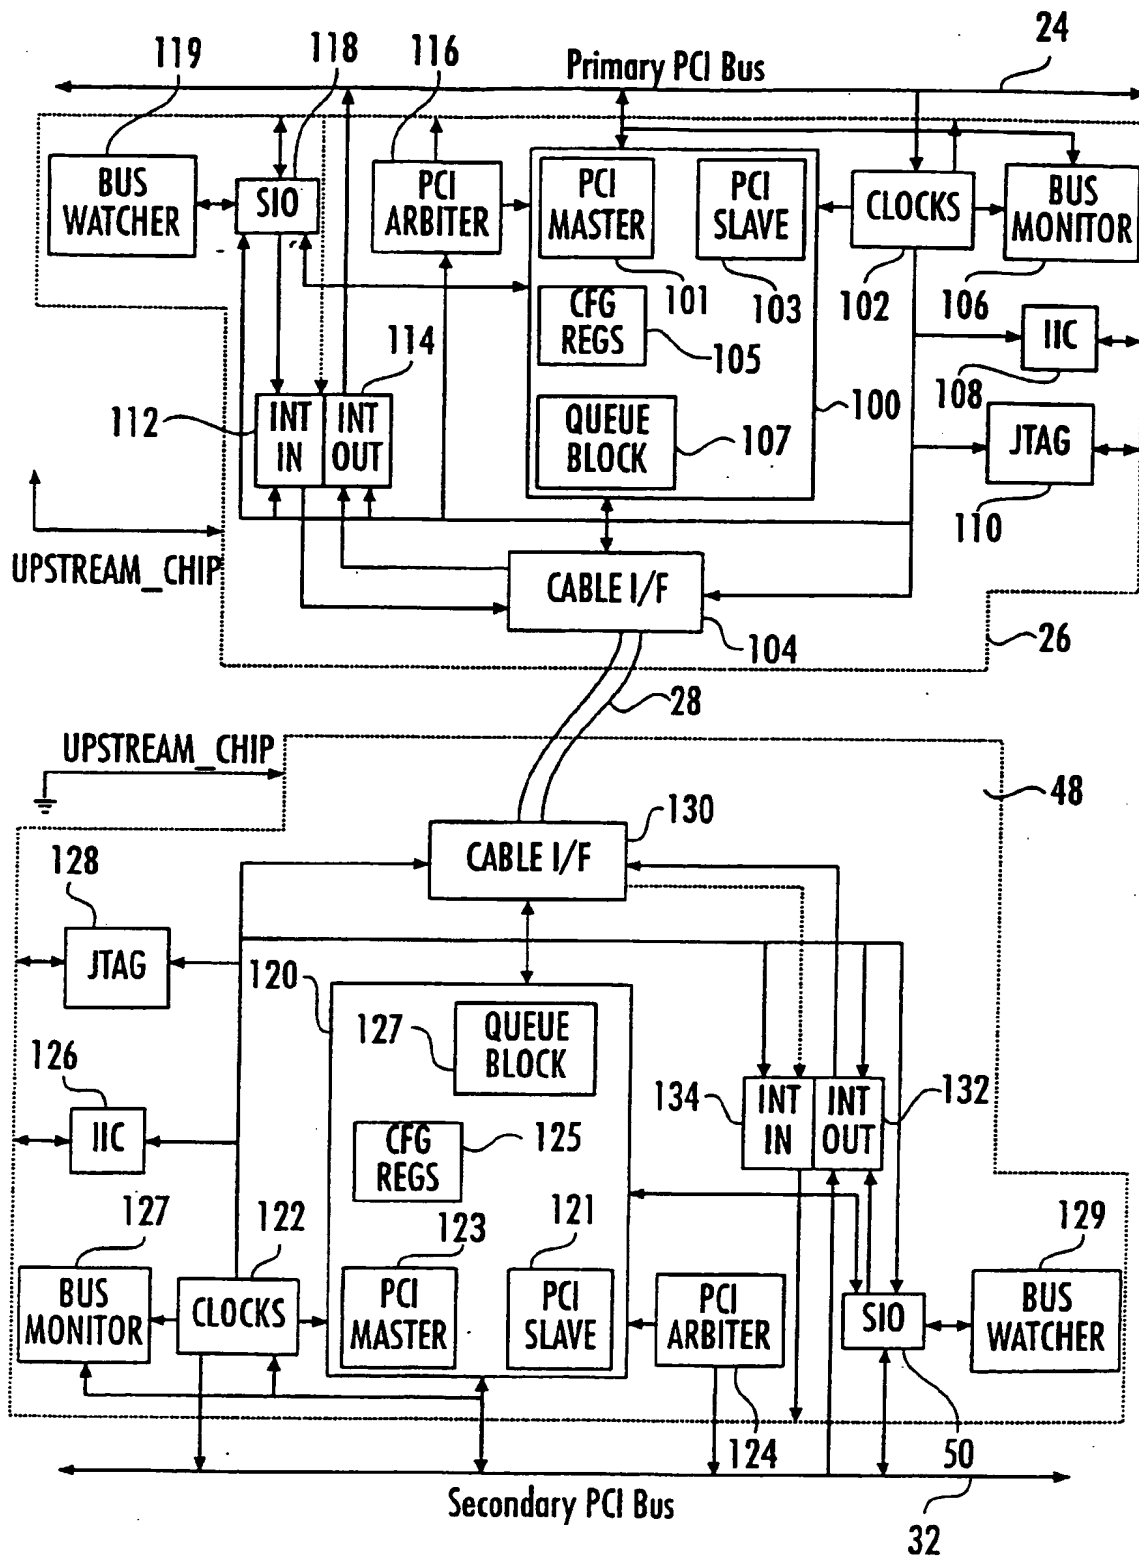 24
119
118
116
Primary PCI Bus
BUS
WATCHER
SIO
PCI
ARBITER
PCI
MASTER
PCI
SLAVE
CLOCKS
BUS
MONITOR
101
103
102
106
CFG
REGS
105
IIC
108
114
112
INT
IN
INT
OUT
QUEUE
BLOCK
107
100
JTAG
110
UPSTREAM_CHIP
CABLE I/F
104
26
28
UPSTREAM_CHIP
48
130
CABLE I/F
128
JTAG
120
127
QUEUE
BLOCK
126
IIC
134
INT
IN
INT
OUT
132
CFG
REGS
125
127
122
123
121
129
BUS
MONITOR
CLOCKS
PCI
MASTER
PCI
SLAVE
PCI
ARBITER
SIO
BUS
WATCHER
124
50
Secondary PCI Bus
32